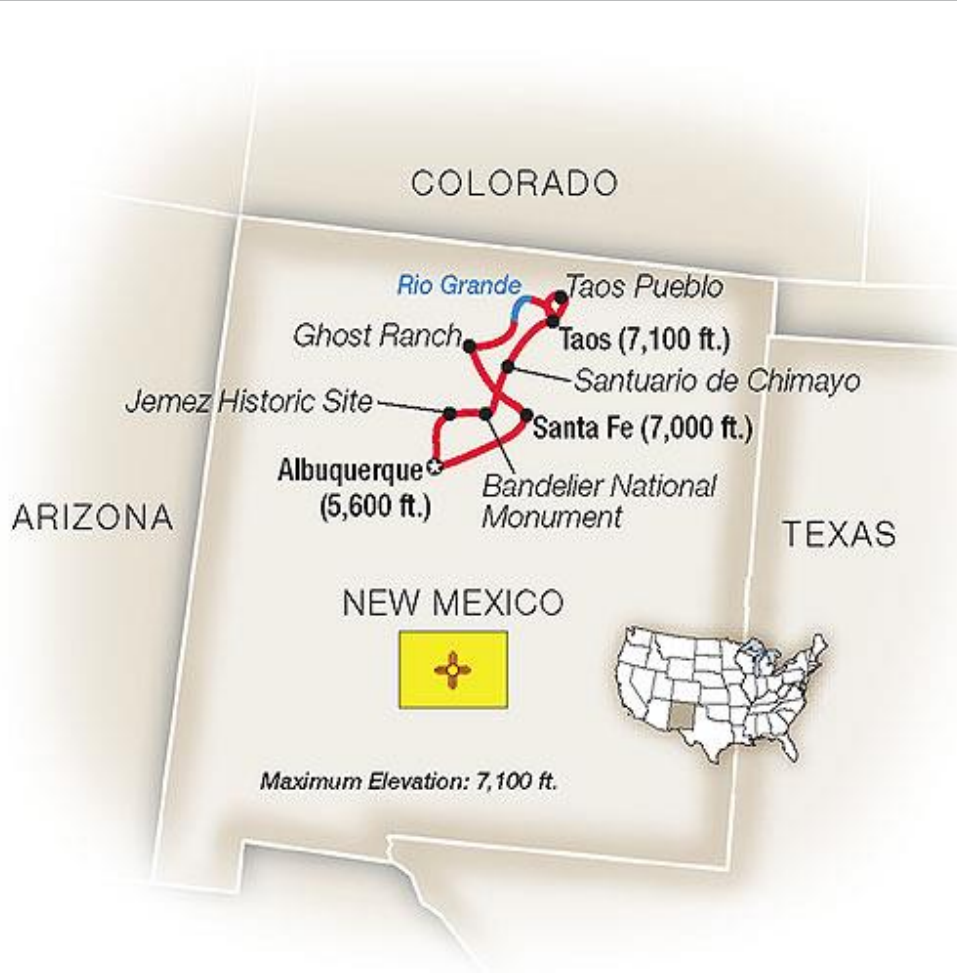 COLORADO
Rio Grande
Taos Pueblo
Ghost Ranch
Taos (7,100 ft.)
Santuario de Chimayo
Jemez Historic Site
Santa Fe (7,000 ft.)
Albuquerque
(5,600 ft.)
Bandelier National
Monument
ARIZONA
TEXAS
NEW MEXICO
Maximum Elevation: 7,100 ft.